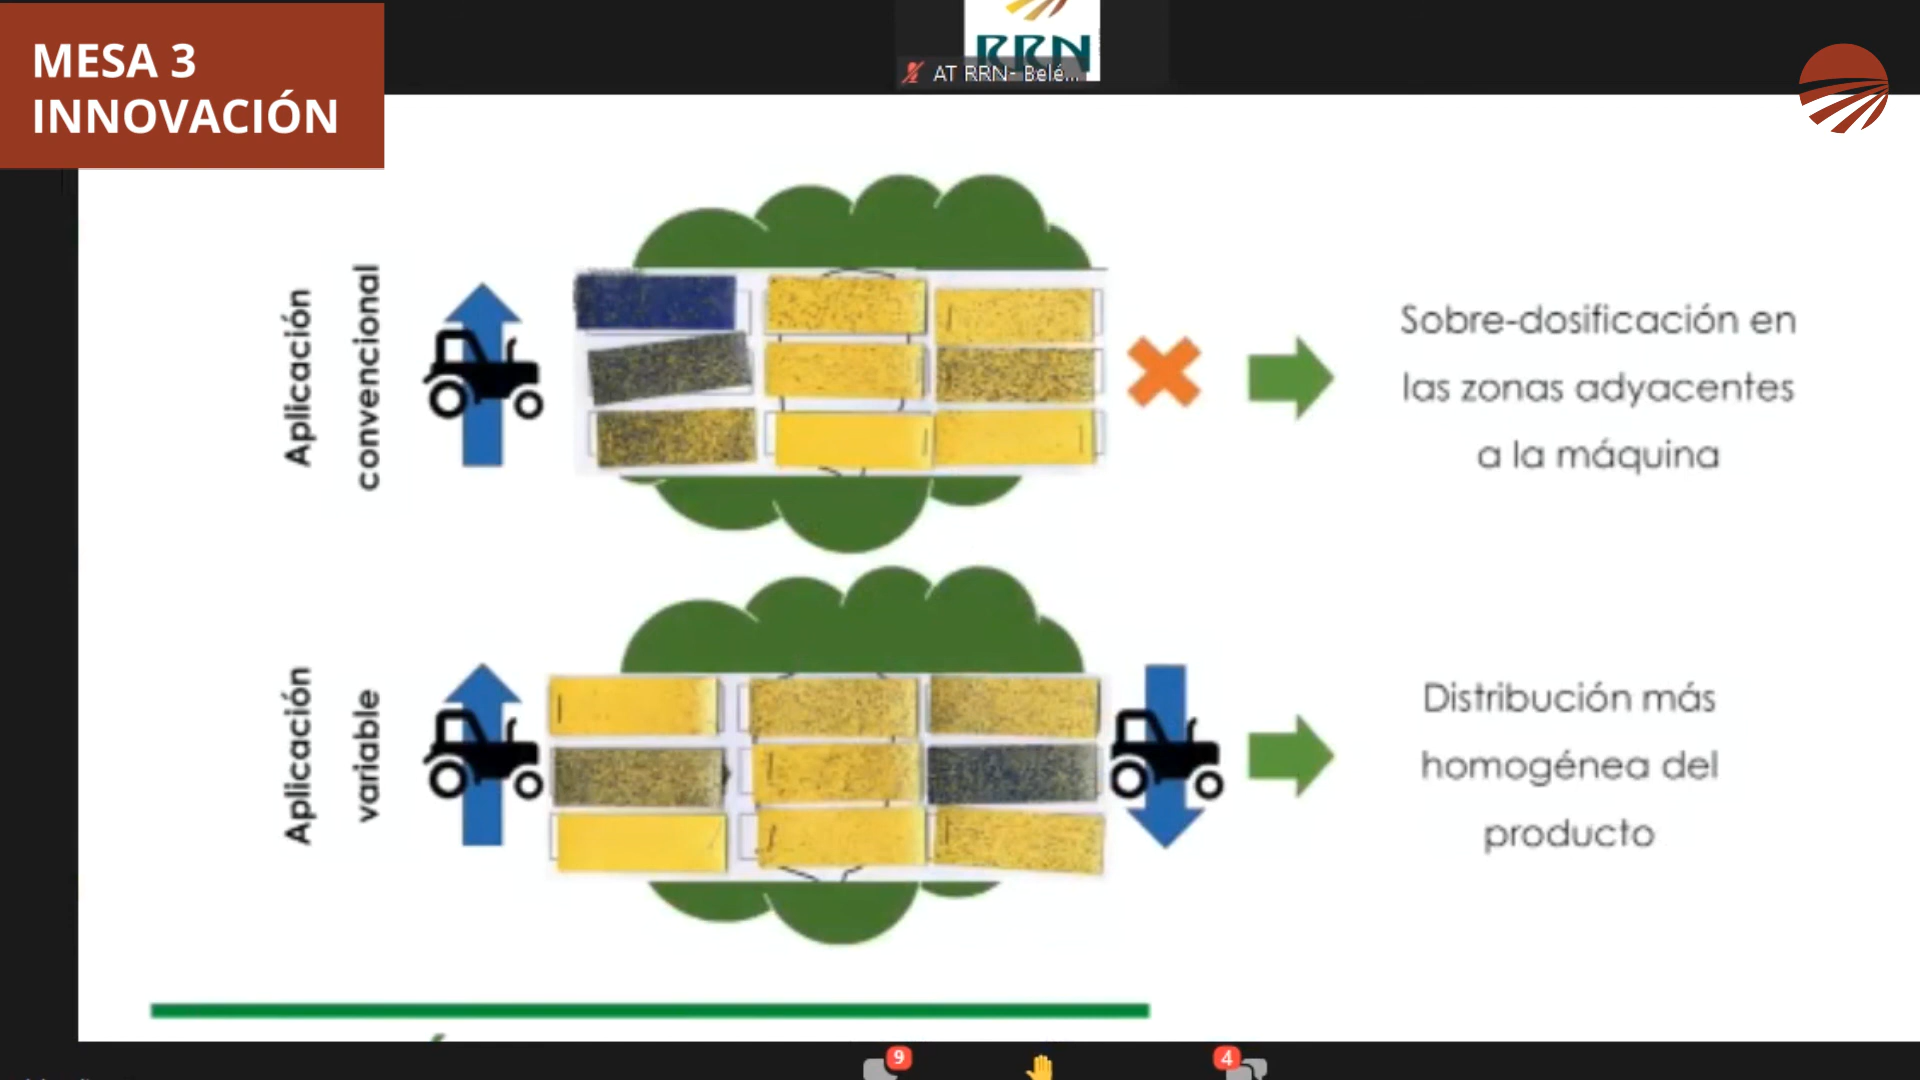 MESA 3
INNOVACIÓN
RRN
AT RRN- Belé...
Aplicación
convencional
Sobre-dosificación en
las zonas adyacentes
a la máquina
Aplicación
variable
Distribución más
homogénea del
producto
9
4